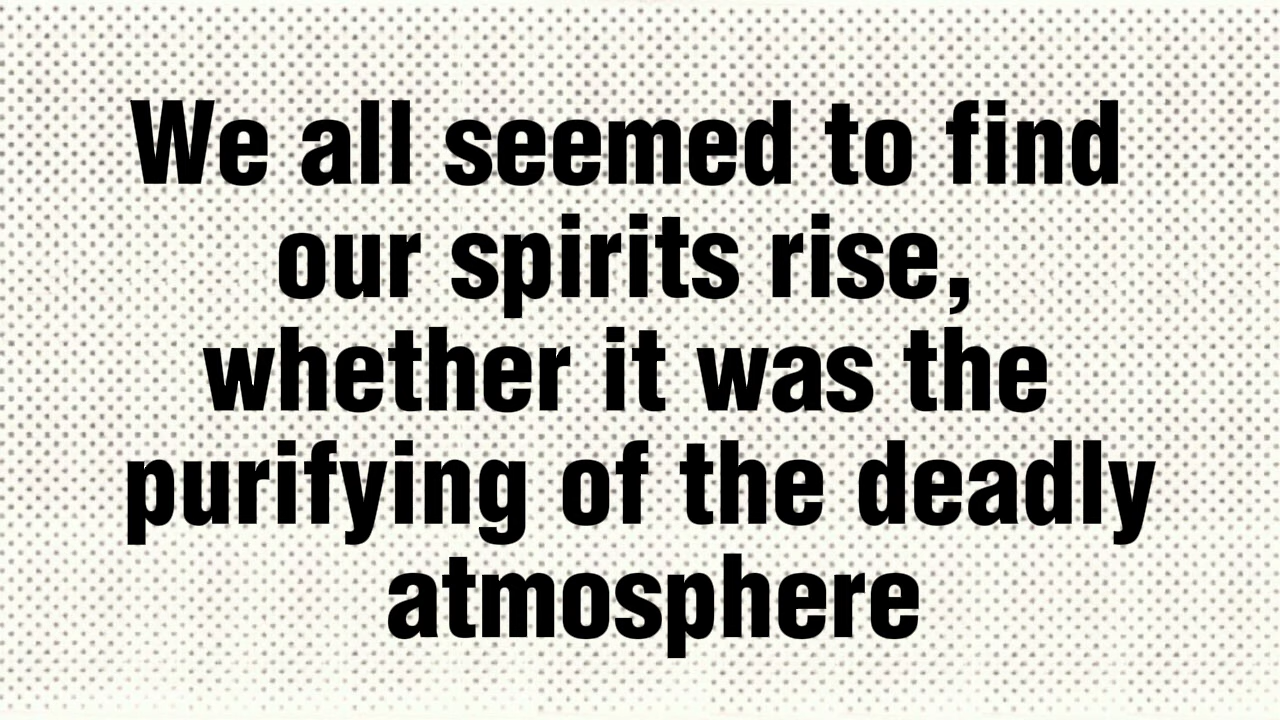 We all seemed to find
our spirits rise,
whether it was the
purifying of the deadly
atmosphere